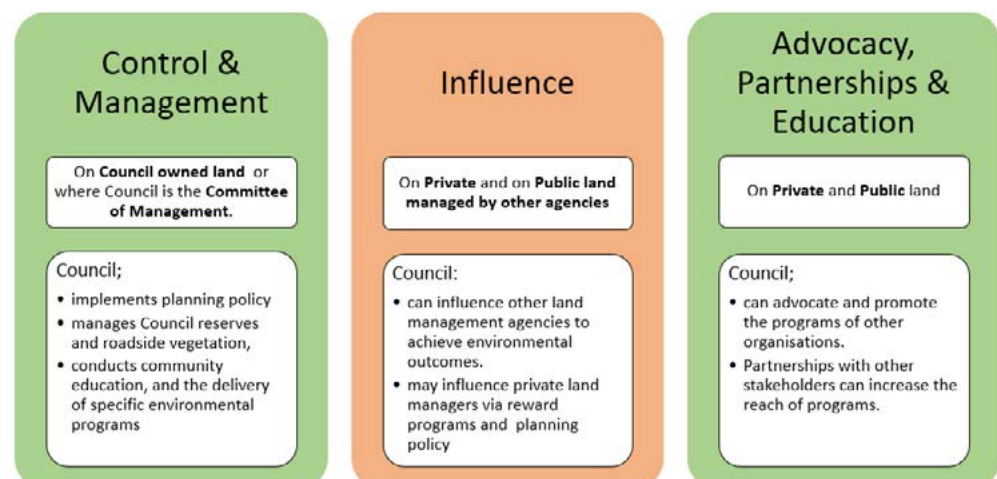 Control &
Management
On Council owned land or
where Council is the Committee
of Management.
Council;
• implements planning policy
• manages Council reserves
and roadside vegetation,
• conducts community
education, and the delivery
of specific environmental
programs
Influence
On Private and on Public land
managed by other agencies
Council:
• can influence other land
management agencies to
achieve environmental
outcomes.
• may influence private land
managers via reward
programs and planning
policy
Advocacy,
Partnerships &
Education
On Private and Public land
Council;
• can advocate and promote
the programs of other
organisations.
• Partnerships with other
stakeholders can increase the
reach of programs.